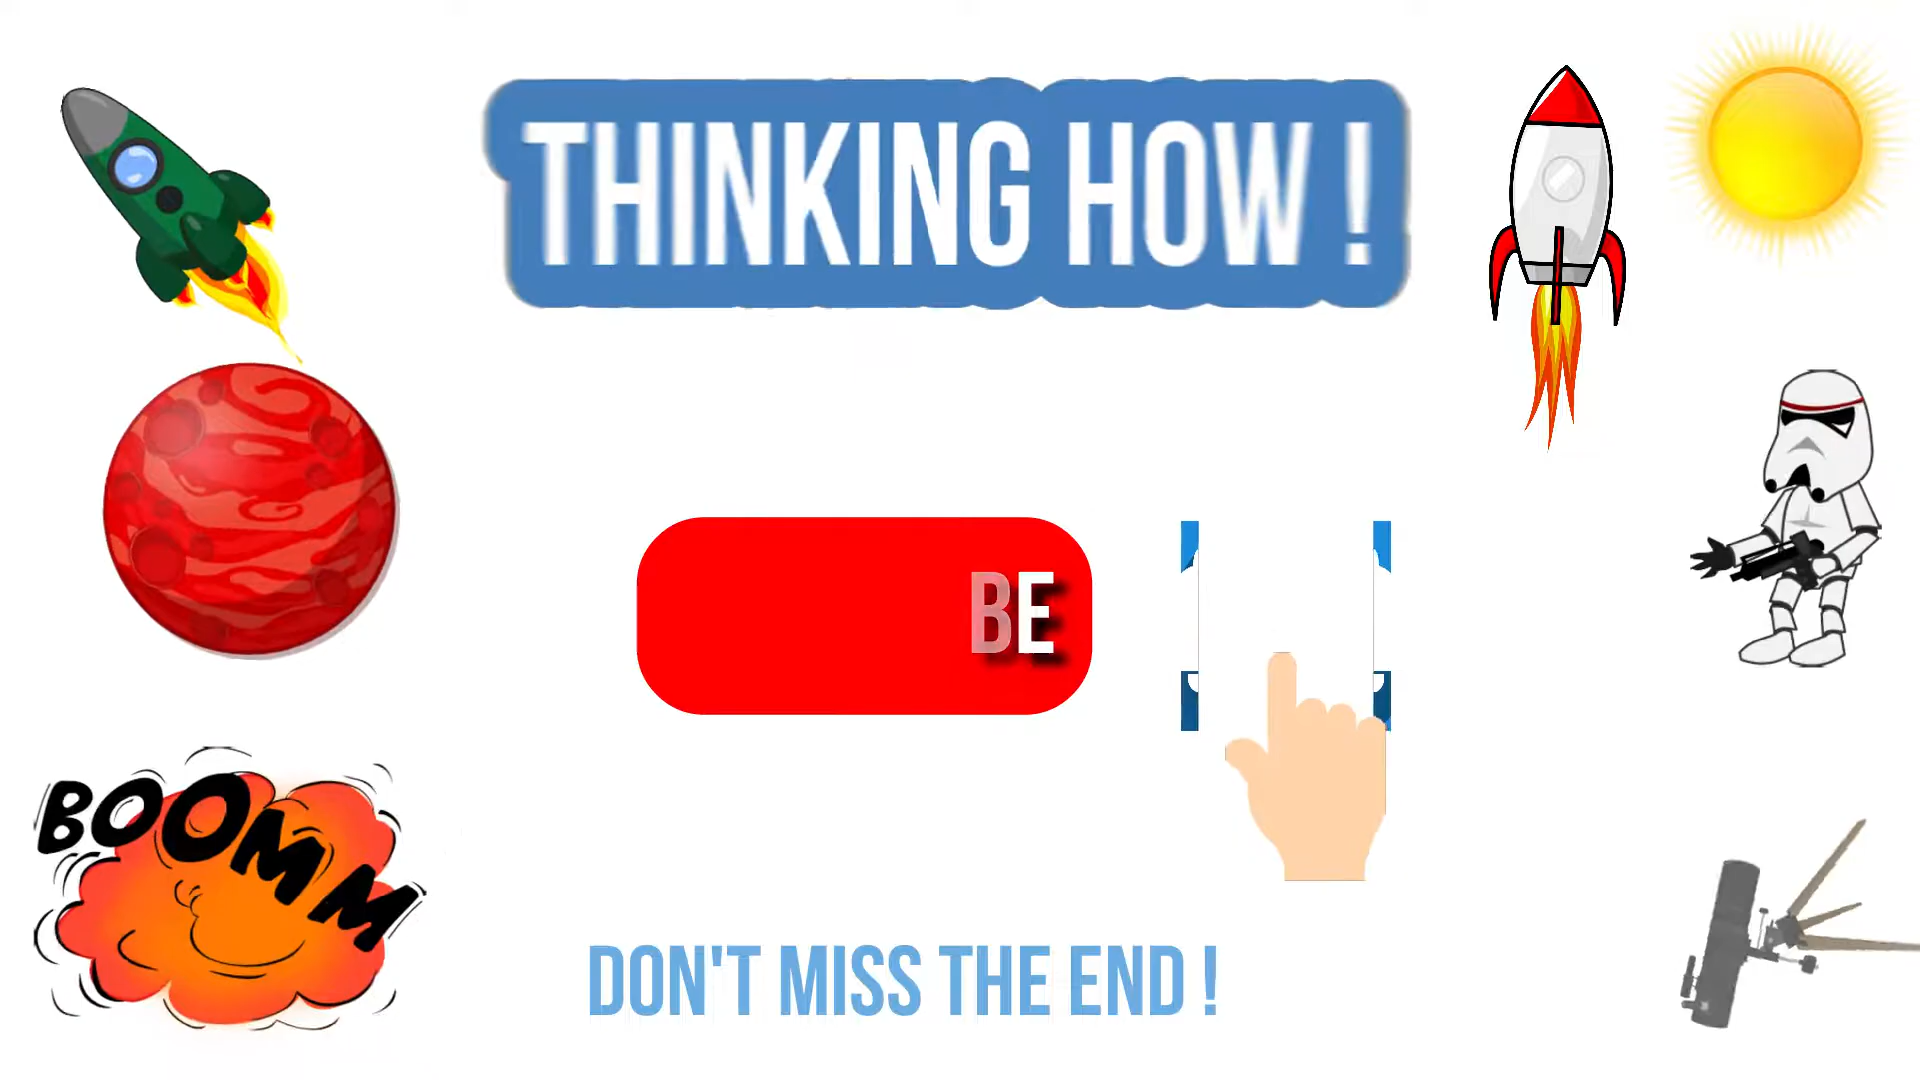 THINKING HOW !
BE
BOOMM
DON'T MISS THE END !